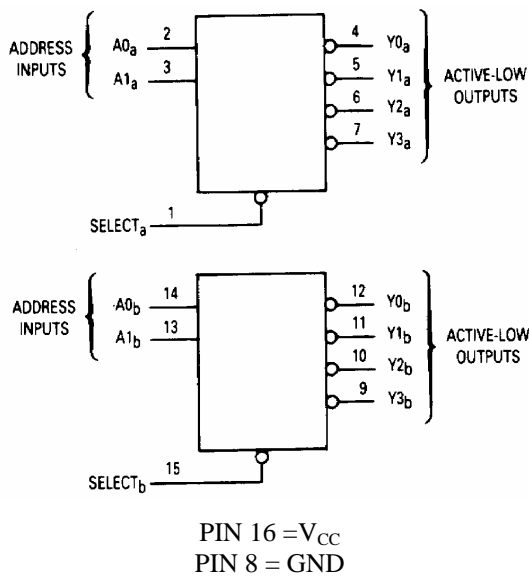 ADDRESS
INPUTS
A0a
2
A1a
3
4
Y0a
5
Y1a
6
Y2a
7
Y3a
ACTIVE-LOW
OUTPUTS
SELECTa
1
ADDRESS
INPUTS
A0b
14
A1b
13
12
Y0b
11
Y1b
10
Y2b
9
Y3b
ACTIVE-LOW
OUTPUTS
SELECTb
15
PIN 16 =VCC
PIN 8 = GND